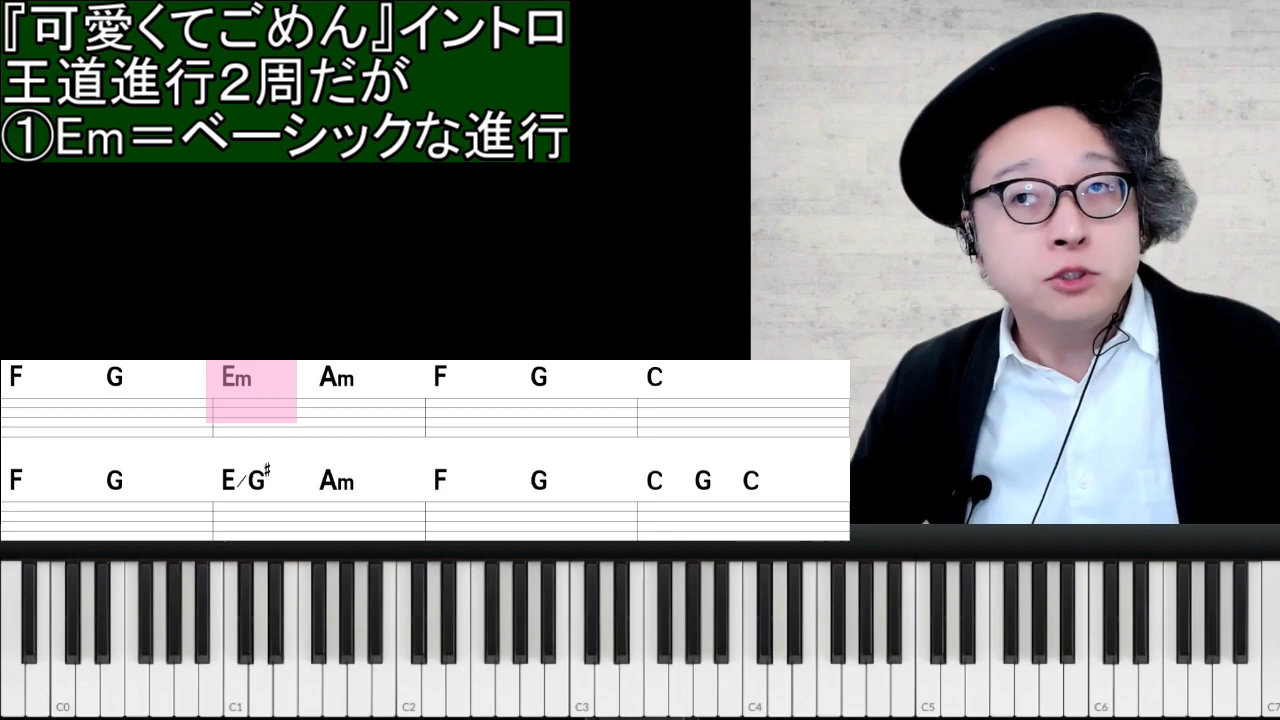 『可愛くてごめん』イントロ
王道進行２周だが
①Em＝ベーシックな進行
F G Em Am F G C
F G E/G♯ Am F G C G C
C0 C1 C2 C3 C4 C5 C6 C7